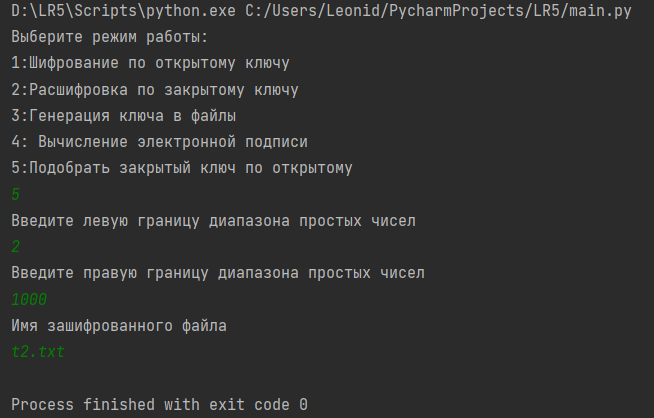 D:\LR5\Scripts\python.exe C:/Users/Leonid/PycharmProjects/LR5/main.py
Выберите режим работы:
1:Шифрование по открытому ключу
2:Расшифровка по закрытому ключу
3:Генерация ключа в файлы
4: Вычисление электронной подписи
5:Подобрать закрытый ключ по открытому
5
Введите левую границу диапазона простых чисел
2
Введите правую границу диапазона простых чисел
1000
Имя зашифрованного файла
t2.txt
Process finished with exit code 0